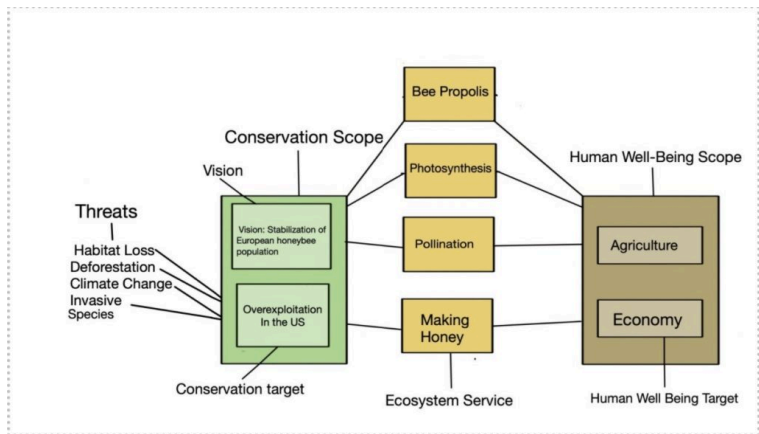 Bee Propolis
Conservation Scope
Photosynthesis
Human Well-Being Scope
Vision
Threats
Vision: Stabilization of
European honeybee
population
Pollination
Agriculture
Habitat Loss
Deforestation
Climate Change
Invasive
Species
Overexploitation
In the US
Making
Honey
Economy
Conservation target
Ecosystem Service
Human Well Being Target